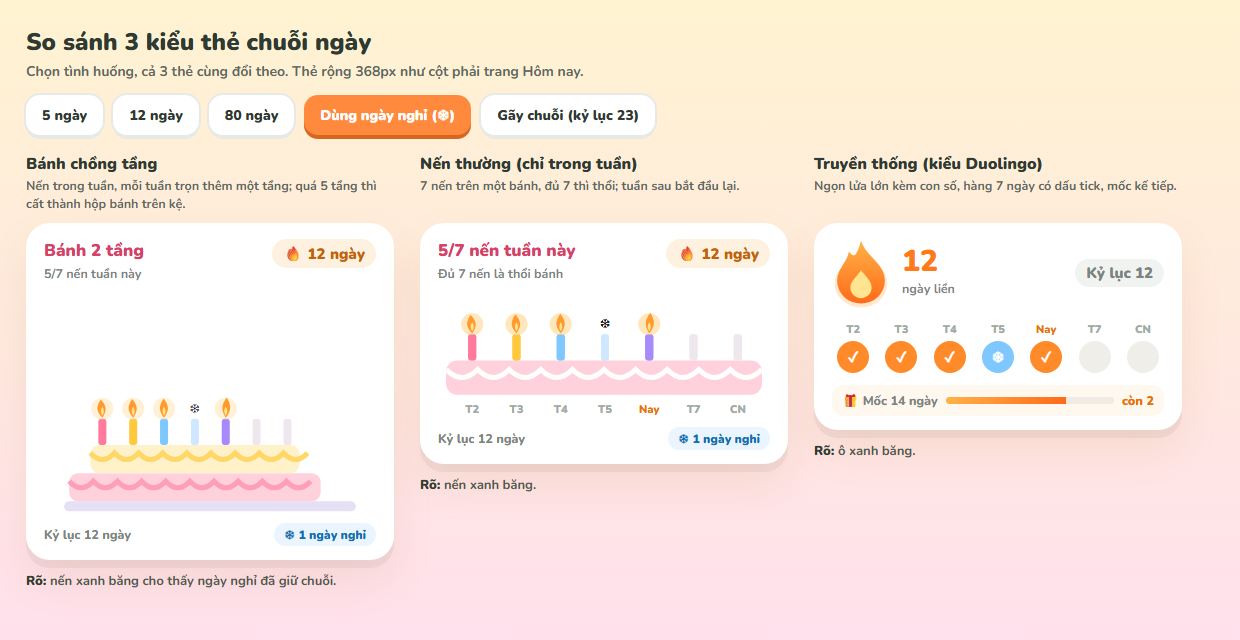 So sánh 3 kiểu thẻ chuỗi ngày
Chọn tình huống, cả 3 thẻ cùng đổi theo. Thẻ rộng 368px như cột phải trang Hôm nay.
5 ngày
12 ngày
80 ngày
Dùng ngày nghỉ (❄)
Gãy chuỗi (kỷ lục 23)
Bánh chồng tầng
Nến trong tuần, mỗi tuần trọn thêm một tầng; quá 5 tầng thì
cất thành hộp bánh trên kệ.
Bánh 2 tầng
🔥 12 ngày
5/7 nến tuần này
❄
Kỷ lục 12 ngày
❄ 1 ngày nghỉ
Rõ: nến xanh băng cho thấy ngày nghỉ đã giữ chuỗi.
Nến thường (chỉ trong tuần)
7 nến trên một bánh, đủ 7 thì thổi; tuần sau bắt đầu lại.
5/7 nến tuần này
🔥 12 ngày
Đủ 7 nến là thổi bánh
❄
T2 T3 T4 T5 Nay T7 CN
Kỷ lục 12 ngày
❄ 1 ngày nghỉ
Rõ: nến xanh băng.
Truyền thống (kiểu Duolingo)
Ngọn lửa lớn kèm con số, hàng 7 ngày có dấu tick, mốc kế tiếp.
12
ngày liền
Kỷ lục 12
T2 T3 T4 T5 Nay T7 CN
✓ ✓ ✓ ❄ ✓
🎁 Mốc 14 ngày
còn 2
Rõ: ô xanh băng.